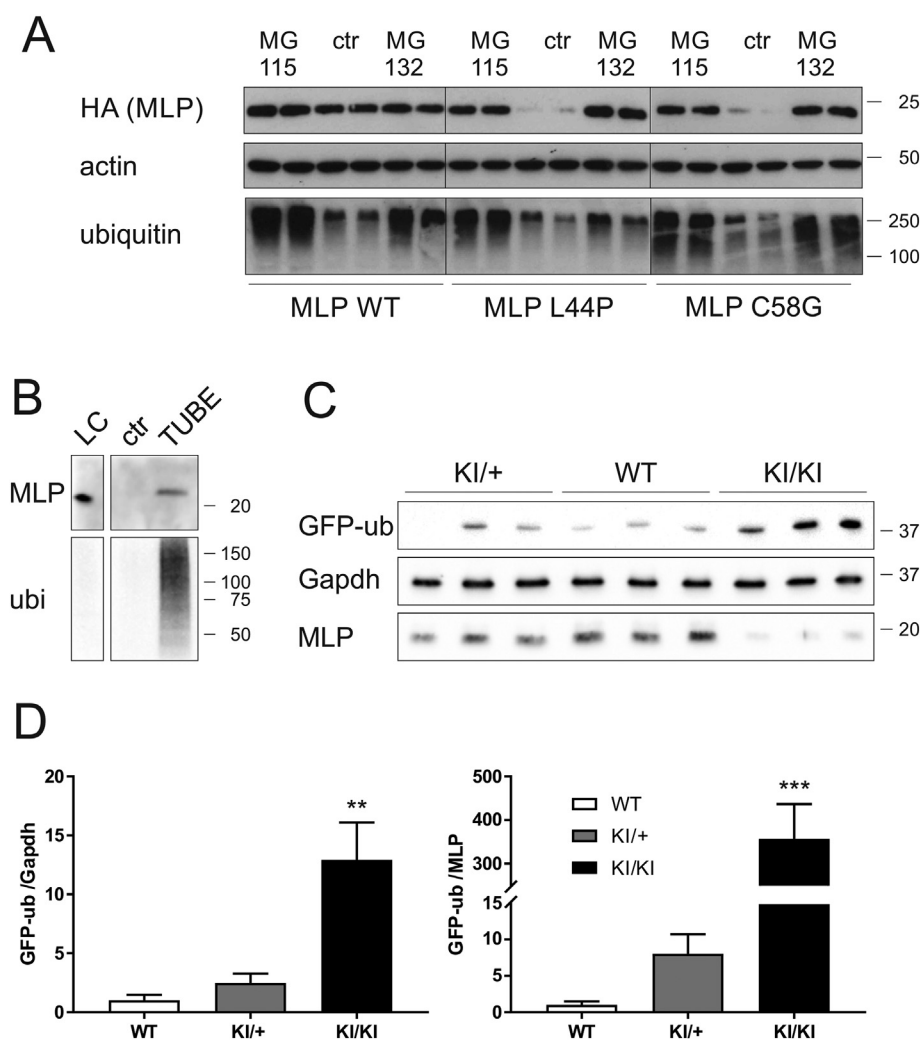 A
MG ctr MG MG ctr MG MG ctr MG
115 132 115 132 115 132
HA (MLP) – 25
actin – 50
ubiquitin – 250
– 100
MLP WT MLP L44P MLP C58G
B
LC ctr TUBE
MLP – 20
ubi – 150
– 100
– 75
– 50
C
KI/+ WT KI/KI
GFP-ub – 37
Gapdh – 37
MLP – 20
D
GFP-ub /Gapdh
20
15
10
5
0
**
WT KI/+ KI/KI
GFP-ub /MLP
500
400
300
15
10
5
0
WT
KI/+
KI/KI
***
WT KI/+ KI/KI